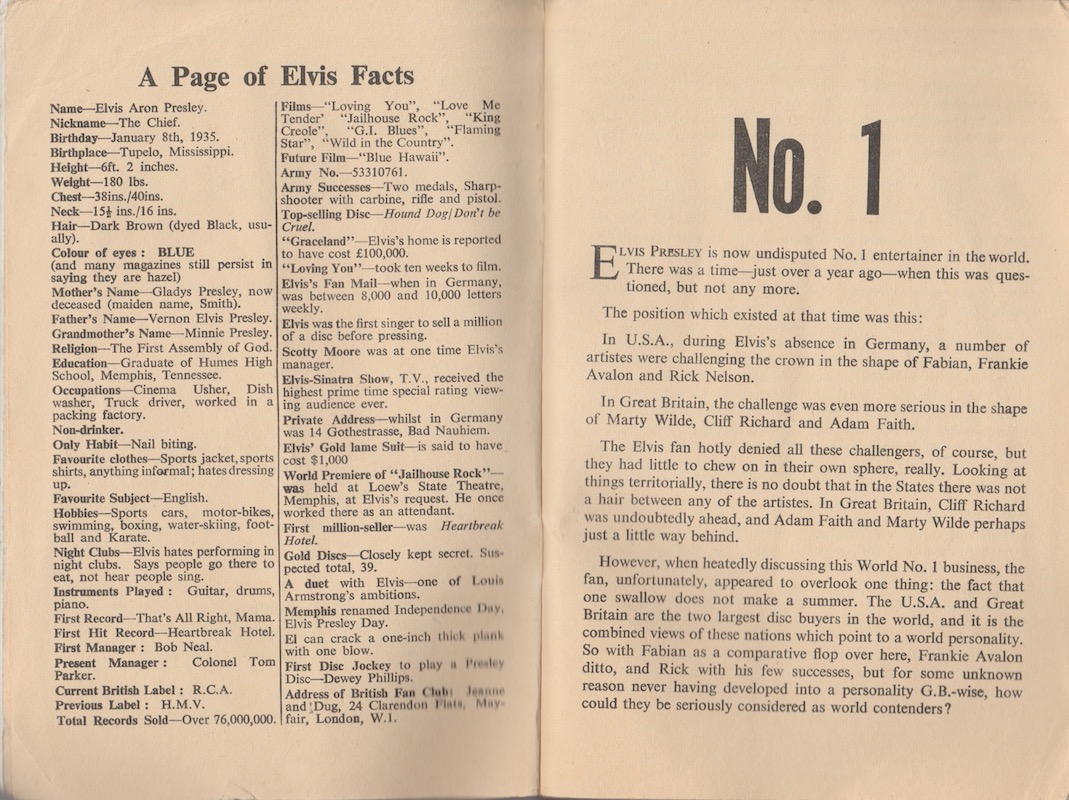 A Page of Elvis Facts
Name—Elvis Aron Presley.
Nickname—The Chief.
Birthday—January 8th, 1935.
Birthplace—Tupelo, Mississippi.
Height—6ft. 2 inches.
Weight—180 lbs.
Chest—38ins./40ins.
Neck—15½ ins./16 ins.
Hair—Dark Brown (dyed Black, usu-
ally).
Colour of eyes : BLUE
(and many magazines still persist in
saying they are hazel)
Mother's Name—Gladys Presley, now
deceased (maiden name, Smith).
Father's Name—Vernon Elvis Presley.
Grandmother's Name—Minnie Presley.
Religion—The First Assembly of God.
Education—Graduate of Humes High
School, Memphis, Tennessee.
Occupations—Cinema Usher, Dish
washer, Truck driver, worked in a
packing factory.
Non-drinker.
Only Habit—Nail biting.
Favourite clothes—Sports jacket, sports
shirts, anything informal; hates dressing
up.
Favourite Subject—English.
Hobbies—Sports cars, motor-bikes,
swimming, boxing, water-skiing, foot-
ball and Karate.
Night Clubs—Elvis hates performing in
night clubs. Says people go there to
eat, not hear people sing.
Instruments Played : Guitar, drums,
piano.
First Record—That's All Right, Mama.
First Hit Record—Heartbreak Hotel.
First Manager : Bob Neal.
Present Manager : Colonel Tom
Parker.
Current British Label : R.C.A.
Previous Label : H.M.V.
Total Records Sold—Over 76,000,000.
Films—"Loving You", "Love Me
Tender' "Jailhouse Rock", "King
Creole", "G.I. Blues", "Flaming
Star", "Wild in the Country".
Future Film—"Blue Hawaii".
Army No.—53310761.
Army Successes—Two medals, Sharp-
shooter with carbine, rifle and pistol.
Top-selling Disc—Hound Dog/Don't be
Cruel.
"Graceland"—Elvis's home is reported
to have cost £100,000.
"Loving You"—took ten weeks to film.
Elvis's Fan Mail—when in Germany,
was between 8,000 and 10,000 letters
weekly.
Elvis was the first singer to sell a million
of a disc before pressing.
Scotty Moore was at one time Elvis's
manager.
Elvis-Sinatra Show, T.V., received the
highest prime time special rating view-
ing audience ever.
Private Address—whilst in Germany
was 14 Gothestrasse, Bad Nauhiem.
Elvis' Gold lame Suit—is said to have
cost $1,000
World Premiere of "Jailhouse Rock"—
was held at Loew's State Theatre,
Memphis, at Elvis's request. He once
worked there as an attendant.
First million-seller—was Heartbreak
Hotel.
Gold Discs—Closely kept secret. Sus-
pected total, 39.
A duet with Elvis—one of Louis
Armstrong's ambitions.
Memphis renamed Independence Day,
Elvis Presley Day.
El can crack a one-inch thick plank
with one blow.
First Disc Jockey to play a Presley
Disc—Dewey Phillips.
Address of British Fan Club: Jeanne
and Dug, 24 Clarendon Flats, May-
fair, London, W.1.
No. 1
ELVIS PRESLEY is now undisputed No. 1 entertainer in the world.
There was a time—just over a year ago—when this was ques-
tioned, but not any more.
The position which existed at that time was this:
In U.S.A., during Elvis's absence in Germany, a number of
artistes were challenging the crown in the shape of Fabian, Frankie
Avalon and Rick Nelson.
In Great Britain, the challenge was even more serious in the shape
of Marty Wilde, Cliff Richard and Adam Faith.
The Elvis fan hotly denied all these challengers, of course, but
they had little to chew on in their own sphere, really. Looking at
things territorially, there is no doubt that in the States there was not
a hair between any of the artistes. In Great Britain, Cliff Richard
was undoubtedly ahead, and Adam Faith and Marty Wilde perhaps
just a little way behind.
However, when heatedly discussing this World No. 1 business, the
fan, unfortunately, appeared to overlook one thing: the fact that
one swallow does not make a summer. The U.S.A. and Great
Britain are the two largest disc buyers in the world, and it is the
combined views of these nations which point to a world personality.
So with Fabian as a comparative flop over here, Frankie Avalon
ditto, and Rick with his few successes, but for some unknown
reason never having developed into a personality G.B.-wise, how
could they be seriously considered as world contenders?